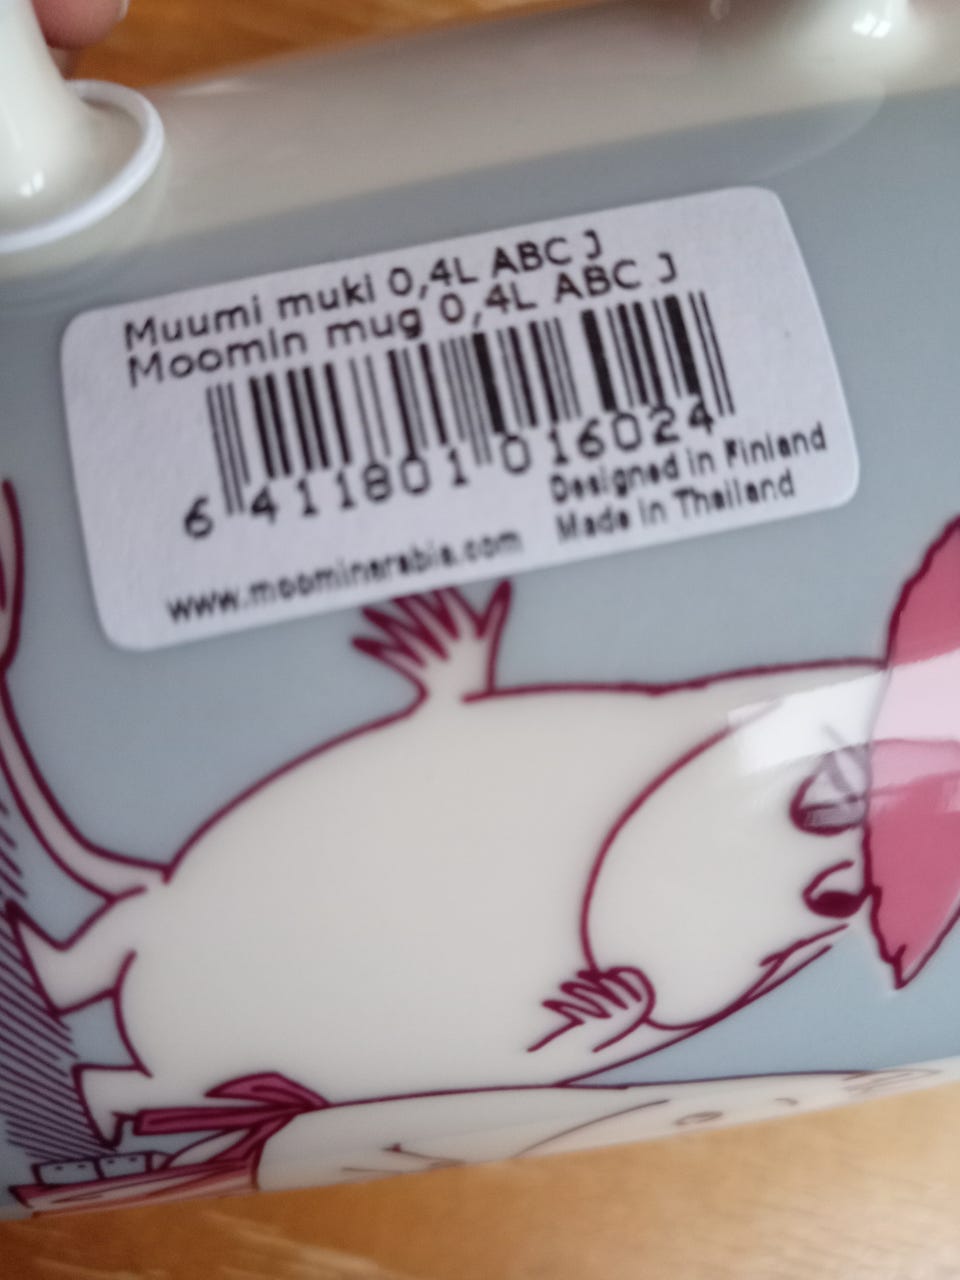 Muumi muki 0,4L ABC J
Moomin mug 0,4L ABC J
6 411801 016024
Designed in Finland
Made in Thailand
www.moominarabia.com